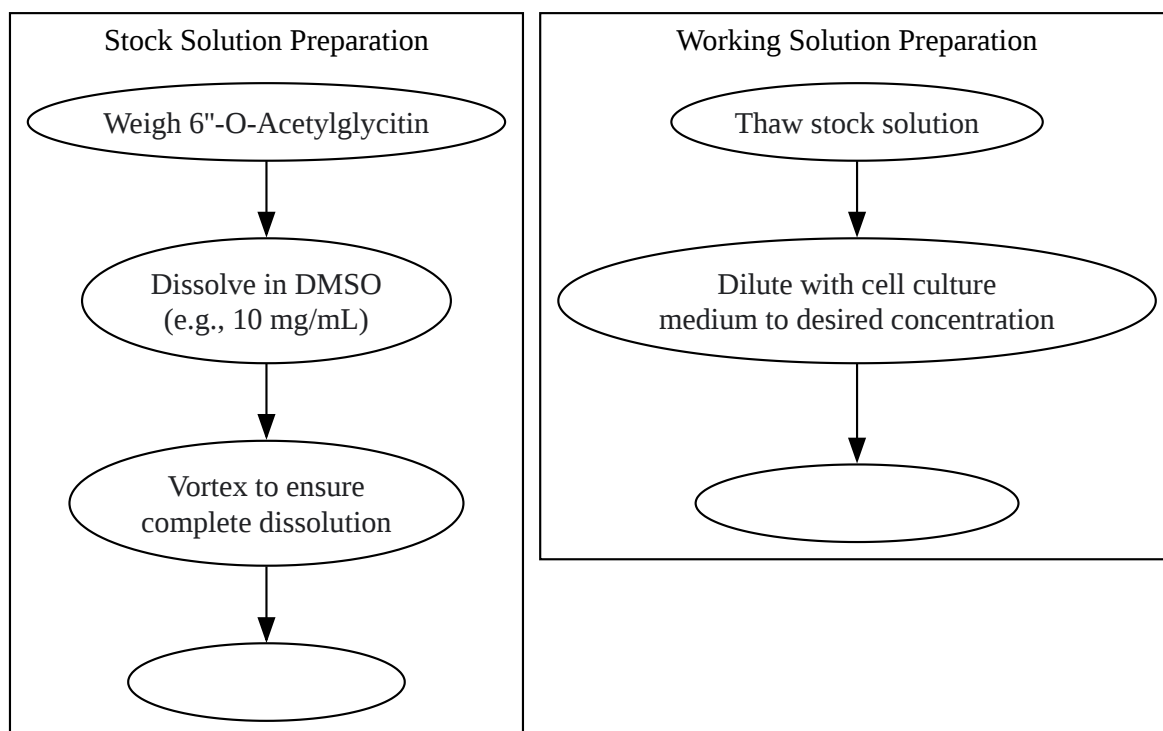 Stock Solution Preparation
Weigh 6"-O-Acetylglycitin
Dissolve in DMSO
(e.g., 10 mg/mL)
Vortex to ensure
complete dissolution
Working Solution Preparation
Thaw stock solution
Dilute with cell culture
medium to desired concentration